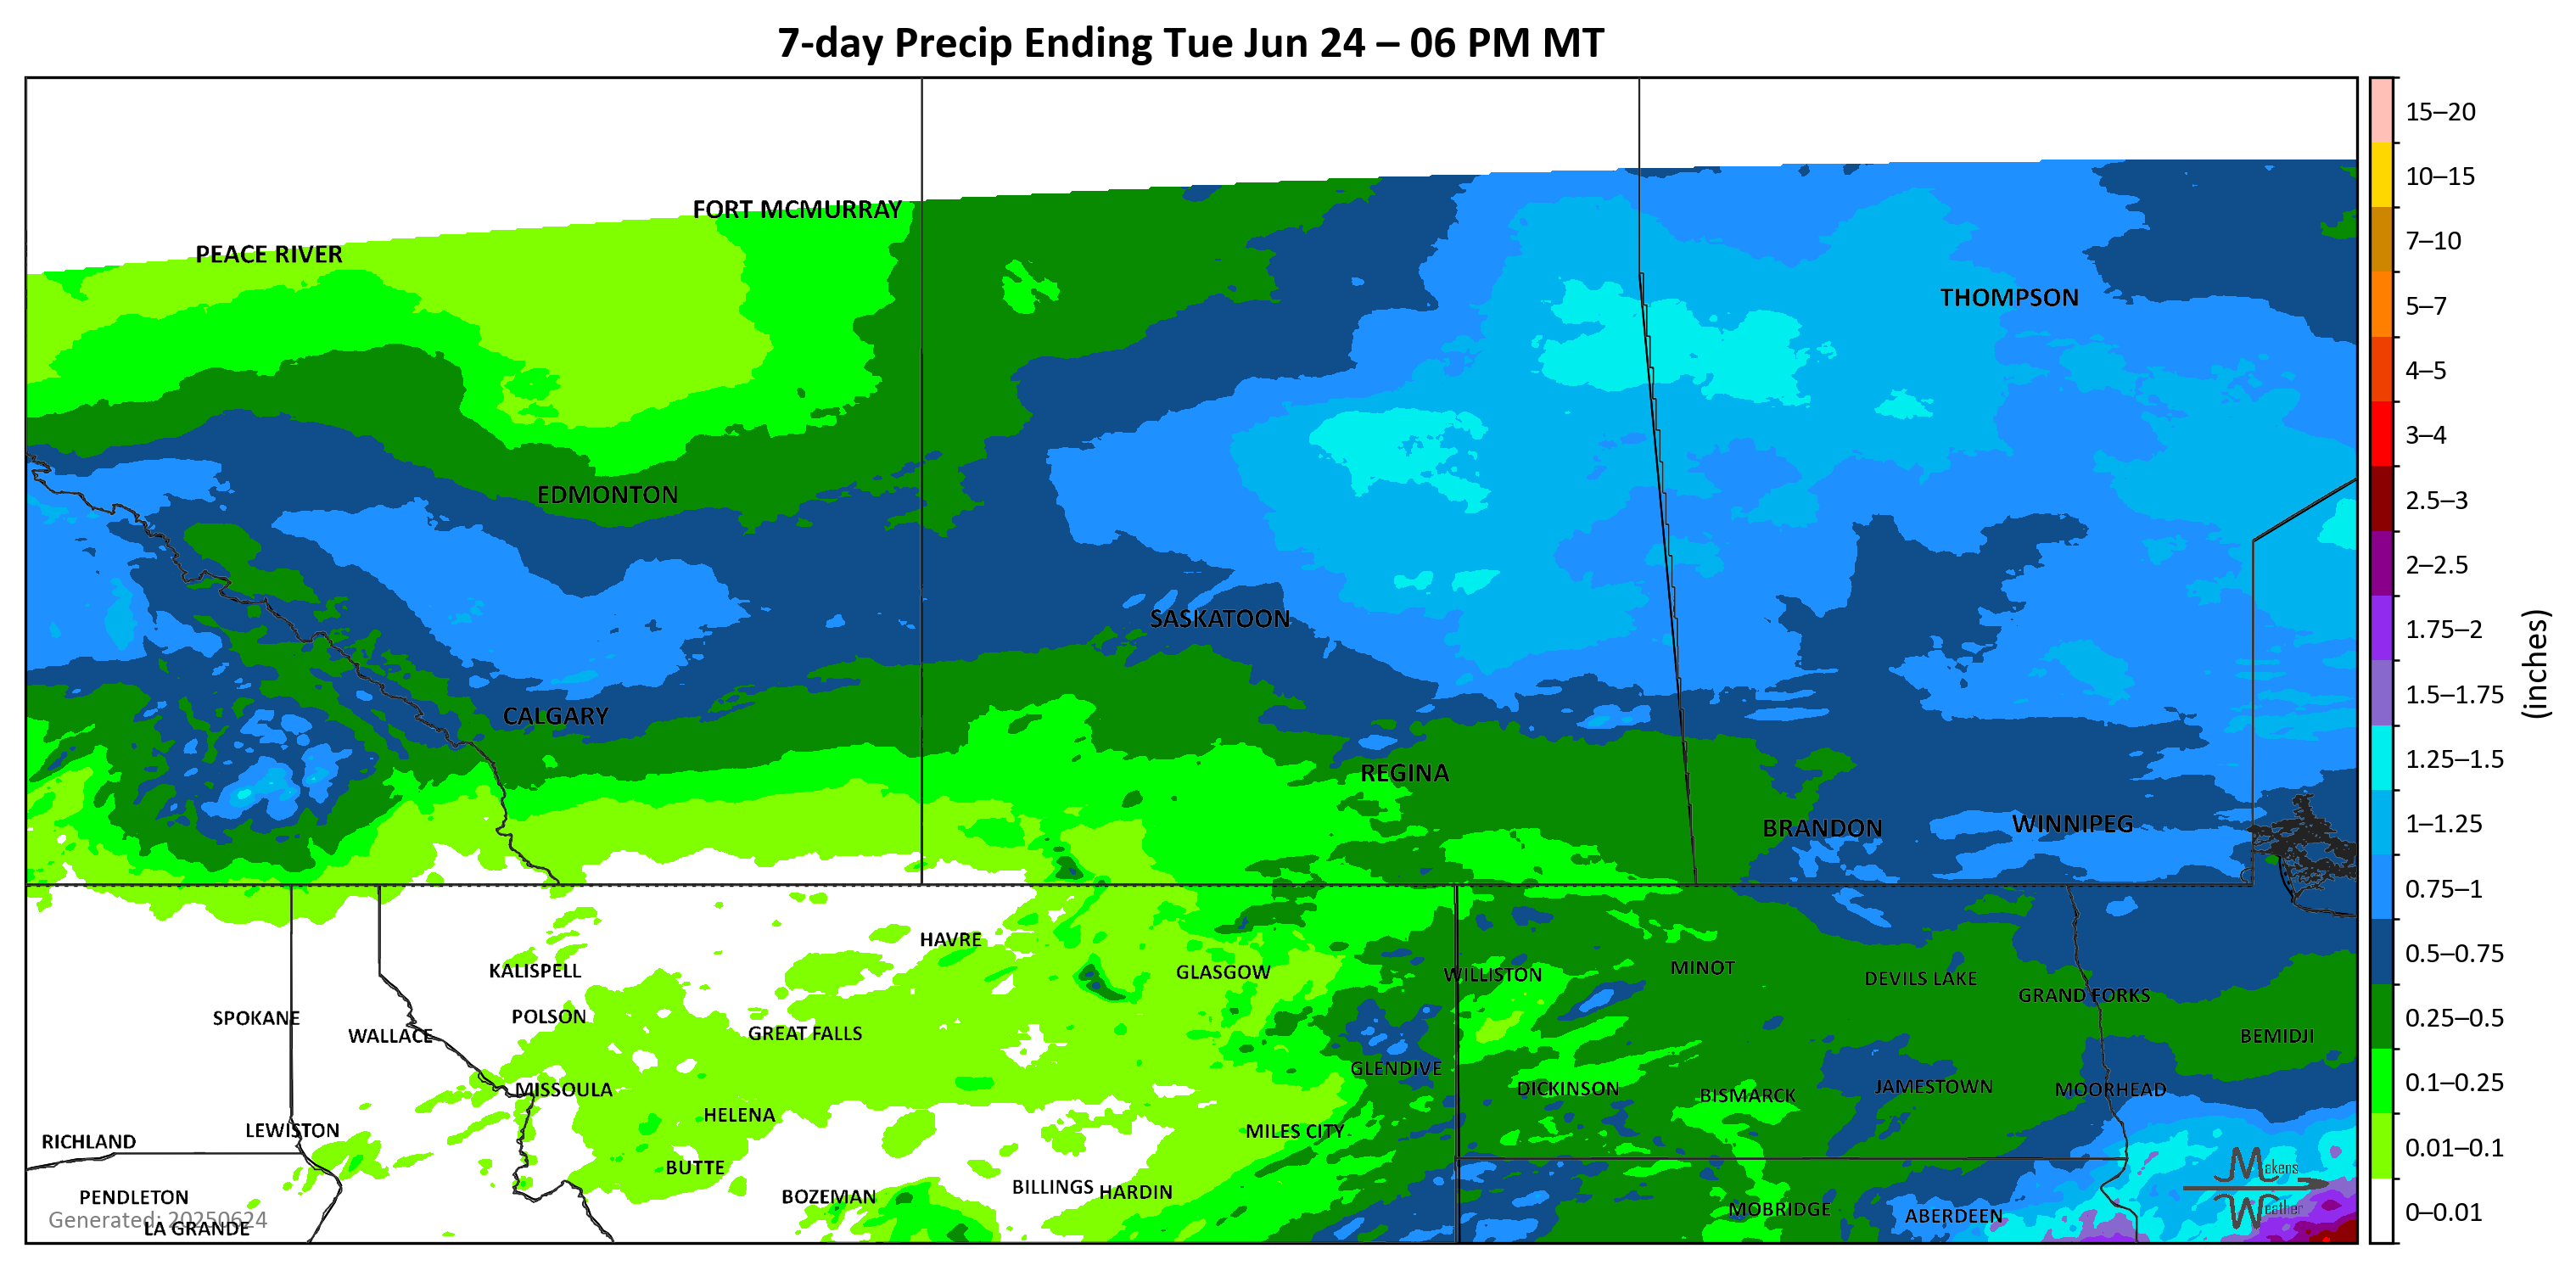 7-day Precip Ending Tue Jun 24 – 06 PM MT
15–20
10–15
7–10
5–7
4–5
3–4
2.5–3
2–2.5
1.75–2
1.5–1.75
1.25–1.5
1–1.25
0.75–1
0.5–0.75
0.25–0.5
0.1–0.25
0.01–0.1
0–0.01
(inches)
FORT MCMURRAY
PEACE RIVER
THOMPSON
EDMONTON
SASKATOON
CALGARY
REGINA
BRANDON
WINNIPEG
HAVRE
KALISPELL
GLASGOW
WILLISTON
MINOT
DEVILS LAKE
GRAND FORKS
SPOKANE
WALLACE
POLSON
GREAT FALLS
BEMIDJI
GLENDIVE
MISSOULA
DICKINSON
BISMARCK
JAMESTOWN
MOORHEAD
HELENA
RICHLAND
LEWISTON
MILES CITY
BUTTE
PENDLETON
BOZEMAN
BILLINGS
HARDIN
MOBRIDGE
ABERDEEN
Generated: 20250624
LA GRANDE
Makens
Weather